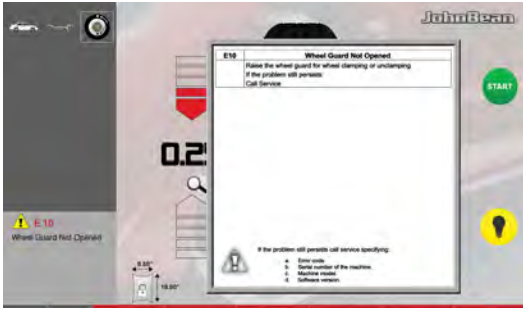 JohnBean
E10 Wheel Guard Not Opened
Raise the wheel guard for wheel clamping or unclamping
If the problem still persists:
Call Service
START
0.2
E 10
Wheel Guard Not Opened
If the problem still persists call service specifying:
a. Error code
b. Serial number of the machine.
c. Machine model.
d. Software version.